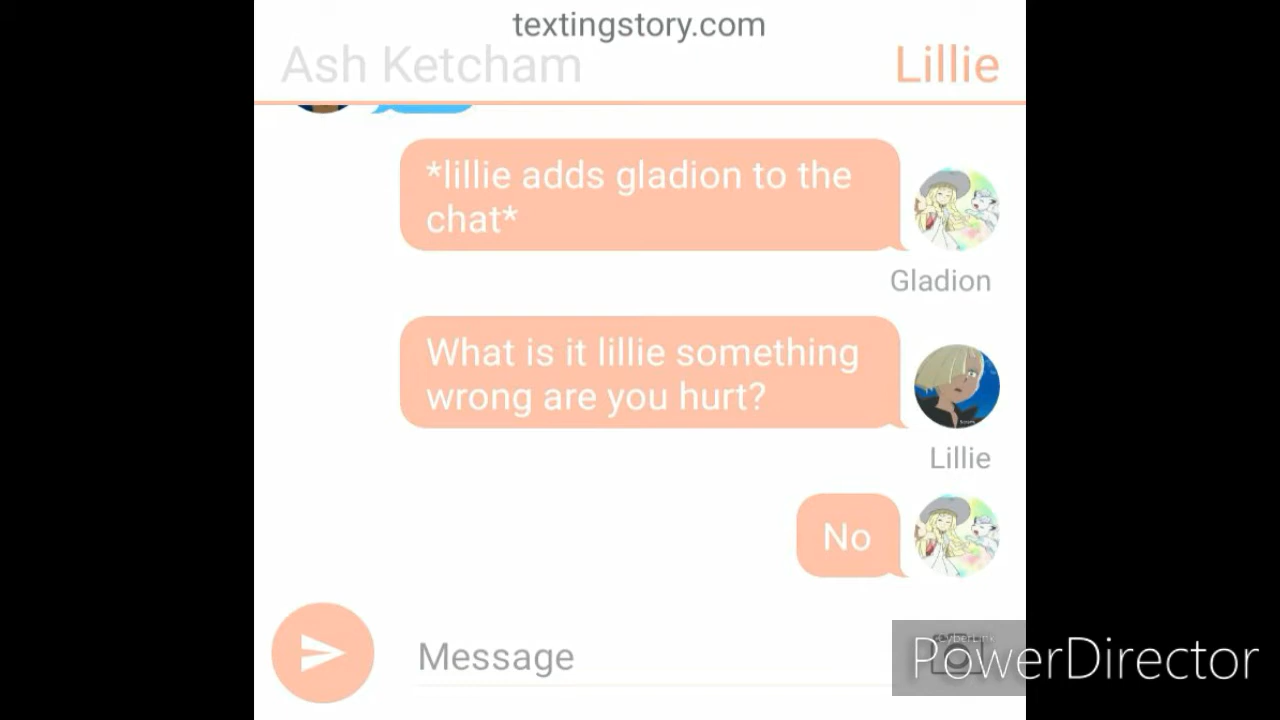 textingstory.com
Ash Ketcham
Lillie
*lillie adds gladion to the
chat*
Gladion
What is it lillie something
wrong are you hurt?
Lillie
No
Message
CyberLink
PowerDirector